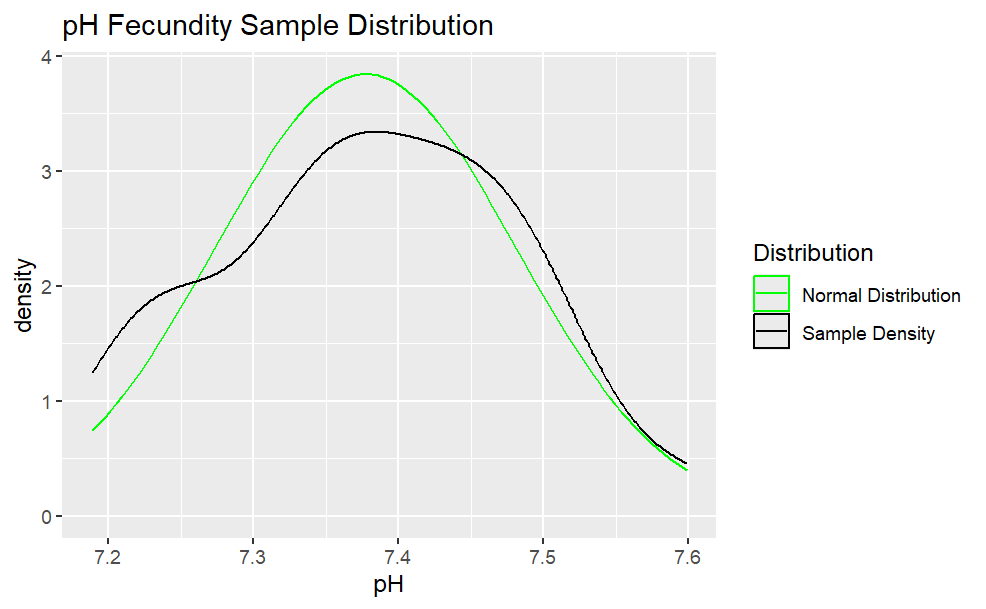 pH Fecundity Sample Distribution
4
3
2
1
0
density
7.2 7.3 7.4 7.5 7.6
pH
Distribution
Normal Distribution
Sample Density